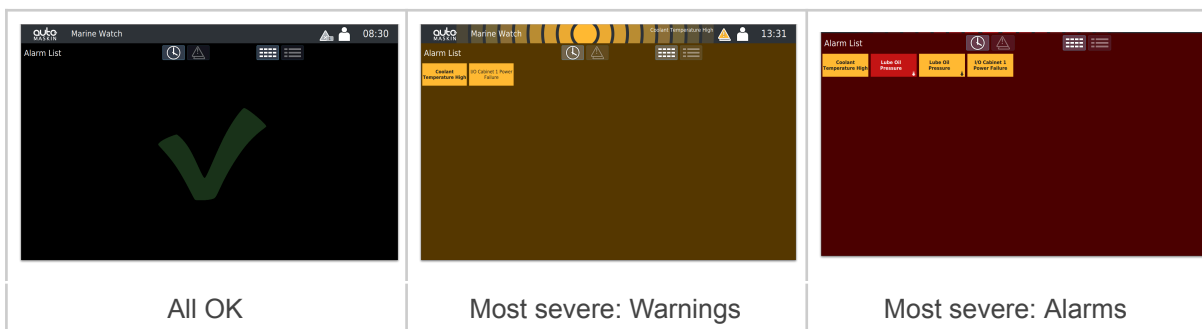 auto
MASKIN
Marine Watch
08:30
Alarm List
auto
MASKIN
Marine Watch
Coolant Temperature High
13:31
Alarm List
Coolant
Temperature High
I/O Cabinet 1 Power
Failure
Alarm List
Coolant
Temperature High
Lube Oil
Pressure
Lube Oil
Pressure
I/O Cabinet 1
Power Failure
All OK
Most severe: Warnings
Most severe: Alarms